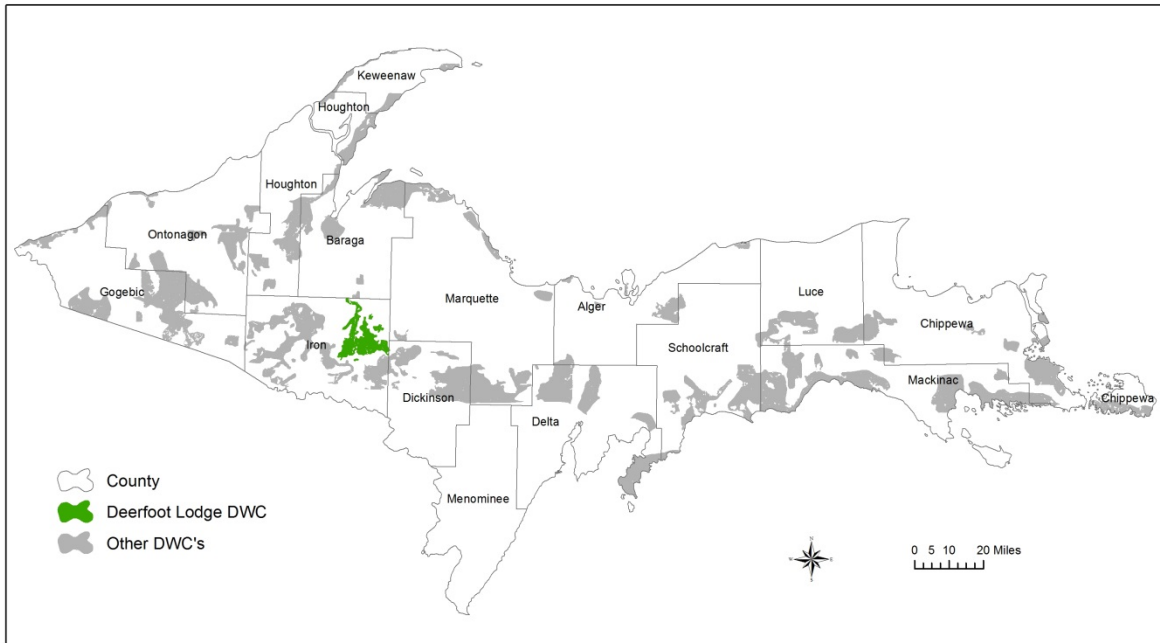 Keweenaw
Houghton
Houghton
Ontonagon
Baraga
Gogebic
Marquette
Alger
Luce
Chippewa
Iron
Schoolcraft
Mackinac
Dickinson
Chippewa
Delta
Menominee
County
Deerfoot Lodge DWC
Other DWC's
N
W E
S
0 5 10 20 Miles